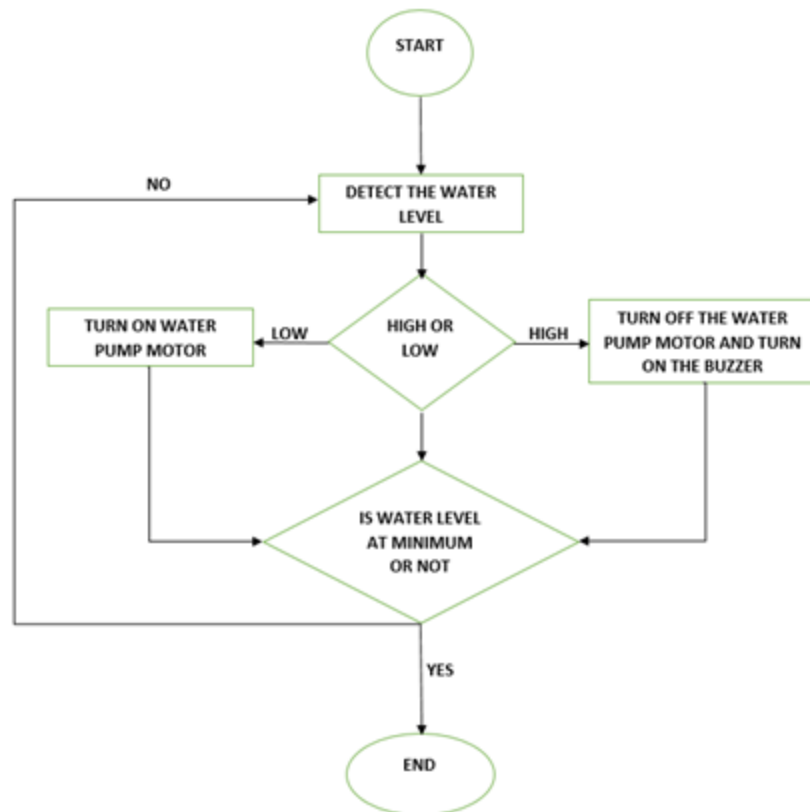 START
NO
DETECT THE WATER
LEVEL
TURN ON WATER
PUMP MOTOR
LOW
HIGH OR
LOW
HIGH
TURN OFF THE WATER
PUMP MOTOR AND TURN
ON THE BUZZER
IS WATER LEVEL
AT MINIMUM
OR NOT
YES
END